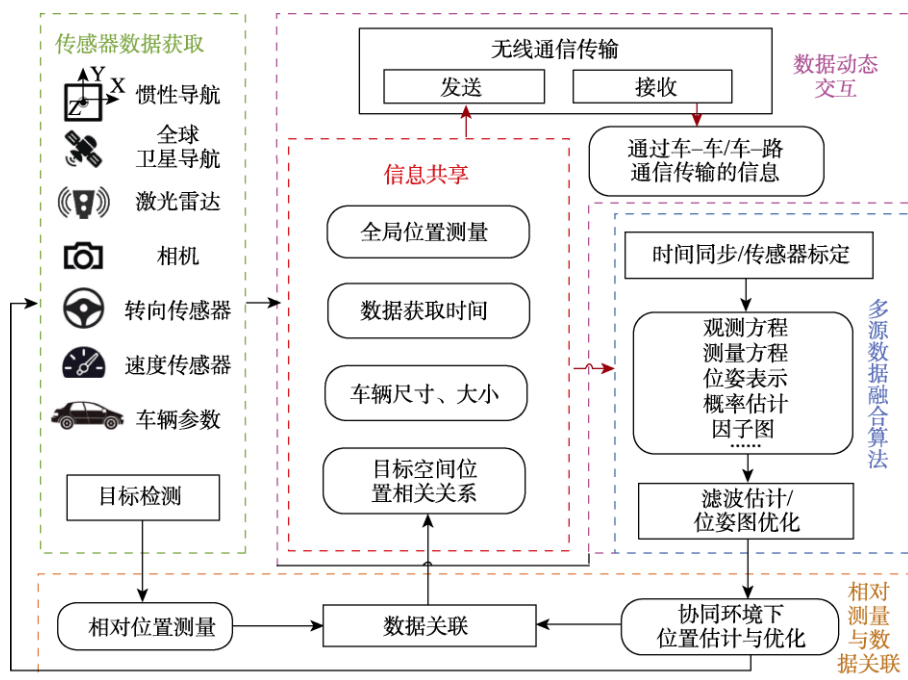 传感器数据获取
Y
X
Z
惯性导航
全球
卫星导航
激光雷达
相机
转向传感器
速度传感器
车辆参数
目标检测
无线通信传输
发送
接收
数据动态
交互
通过车–车/车–路
通信传输的信息
信息共享
全局位置测量
数据获取时间
车辆尺寸、大小
目标空间位
置相关关系
时间同步/传感器标定
观测方程
测量方程
位姿表示
概率估计
因子图
……
滤波估计/
位姿图优化
多源数据融合算法
相对位置测量
数据关联
协同环境下
位置估计与优化
相对
测量
与数
据关联